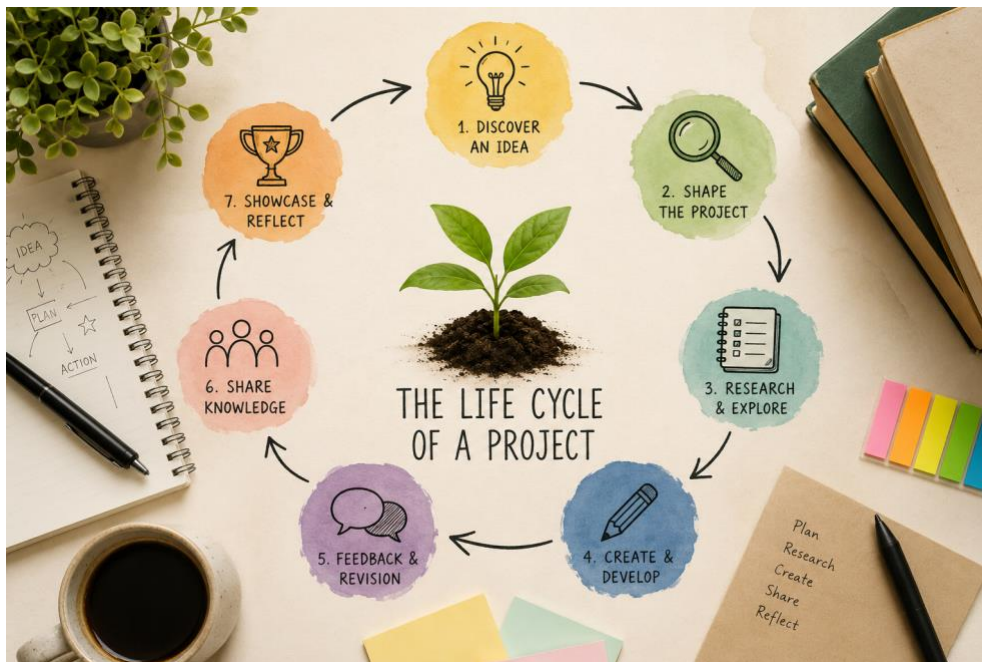 1. DISCOVER
AN IDEA
2. SHAPE
THE PROJECT
3. RESEARCH
& EXPLORE
4. CREATE &
DEVELOP
5. FEEDBACK &
REVISION
6. SHARE
KNOWLEDGE
7. SHOWCASE &
REFLECT
THE LIFE CYCLE
OF A PROJECT
IDEA
PLAN
ACTION
Plan
Research
Create
Share
Reflect